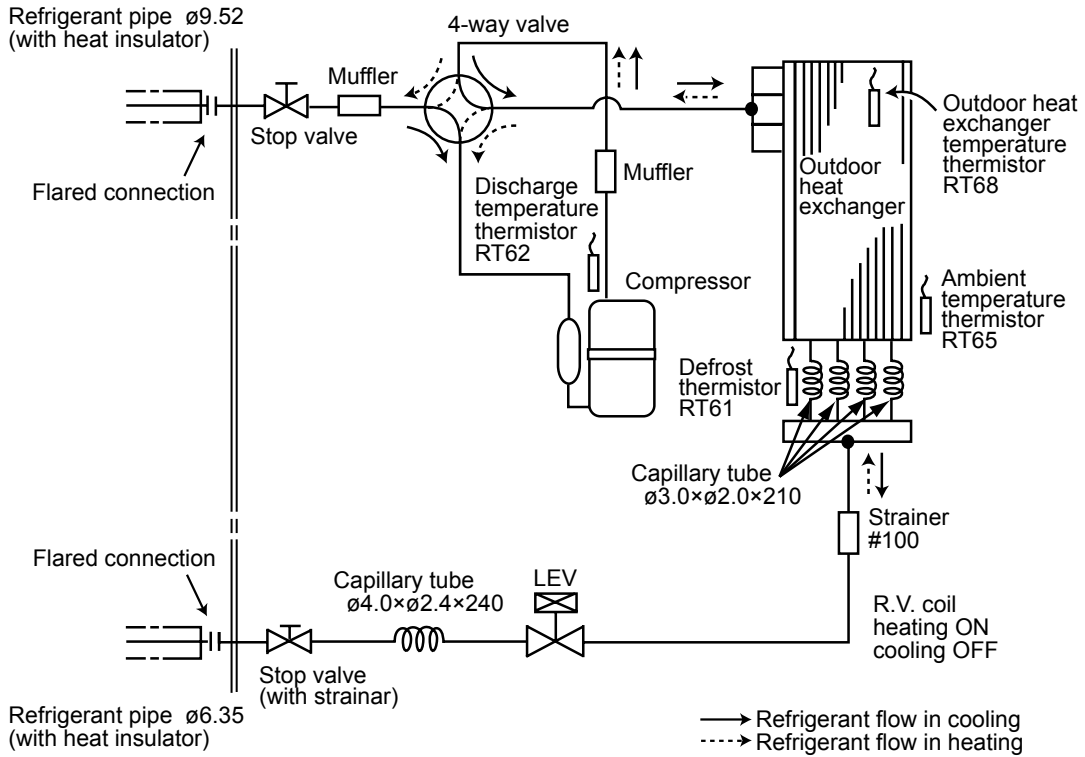 Refrigerant pipe ø9.52
(with heat insulator)
4-way valve
Muffler
Stop valve
Flared connection
Outdoor heat
exchanger
temperature
thermistor
RT68
Outdoor
heat
exchanger
Muffler
Discharge
temperature
thermistor
RT62
Compressor
Ambient
temperature
thermistor
RT65
Defrost
thermistor
RT61
Capillary tube
ø3.0×ø2.0×210
Strainer
#100
Flared connection
Capillary tube
ø4.0×ø2.4×240
LEV
R.V. coil
heating ON
cooling OFF
Stop valve
(with strainar)
Refrigerant pipe ø6.35
(with heat insulator)
Refrigerant flow in cooling
Refrigerant flow in heating